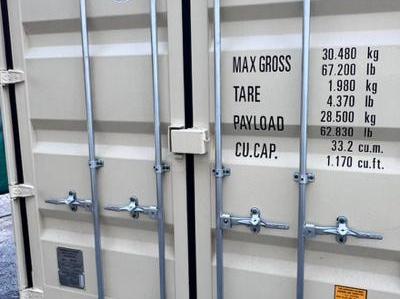 MAX GROSS 30.480 kg
67.200 lb
TARE 1.980 kg
4.370 lb
PAYLOAD 28.500 kg
62.830 lb
CU.CAP. 33.2 cu.m.
1.170 cu.ft.